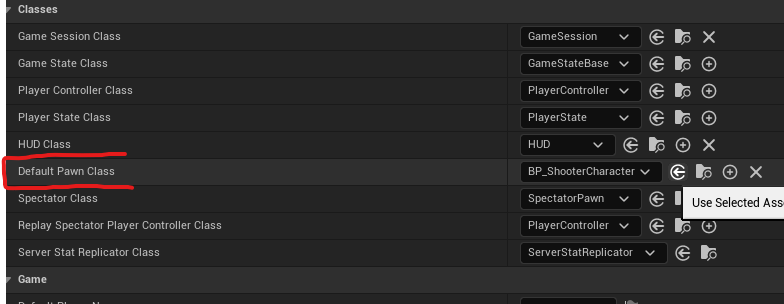 Classes
Game Session Class GameSession
Game State Class GameStateBase
Player Controller Class PlayerController
Player State Class PlayerState
HUD Class HUD
Default Pawn Class BP_ShooterCharacter
Spectator Class SpectatorPawn
Use Selected Asse
Replay Spectator Player Controller Class PlayerController
Server Stat Replicator Class ServerStatReplicator
Game